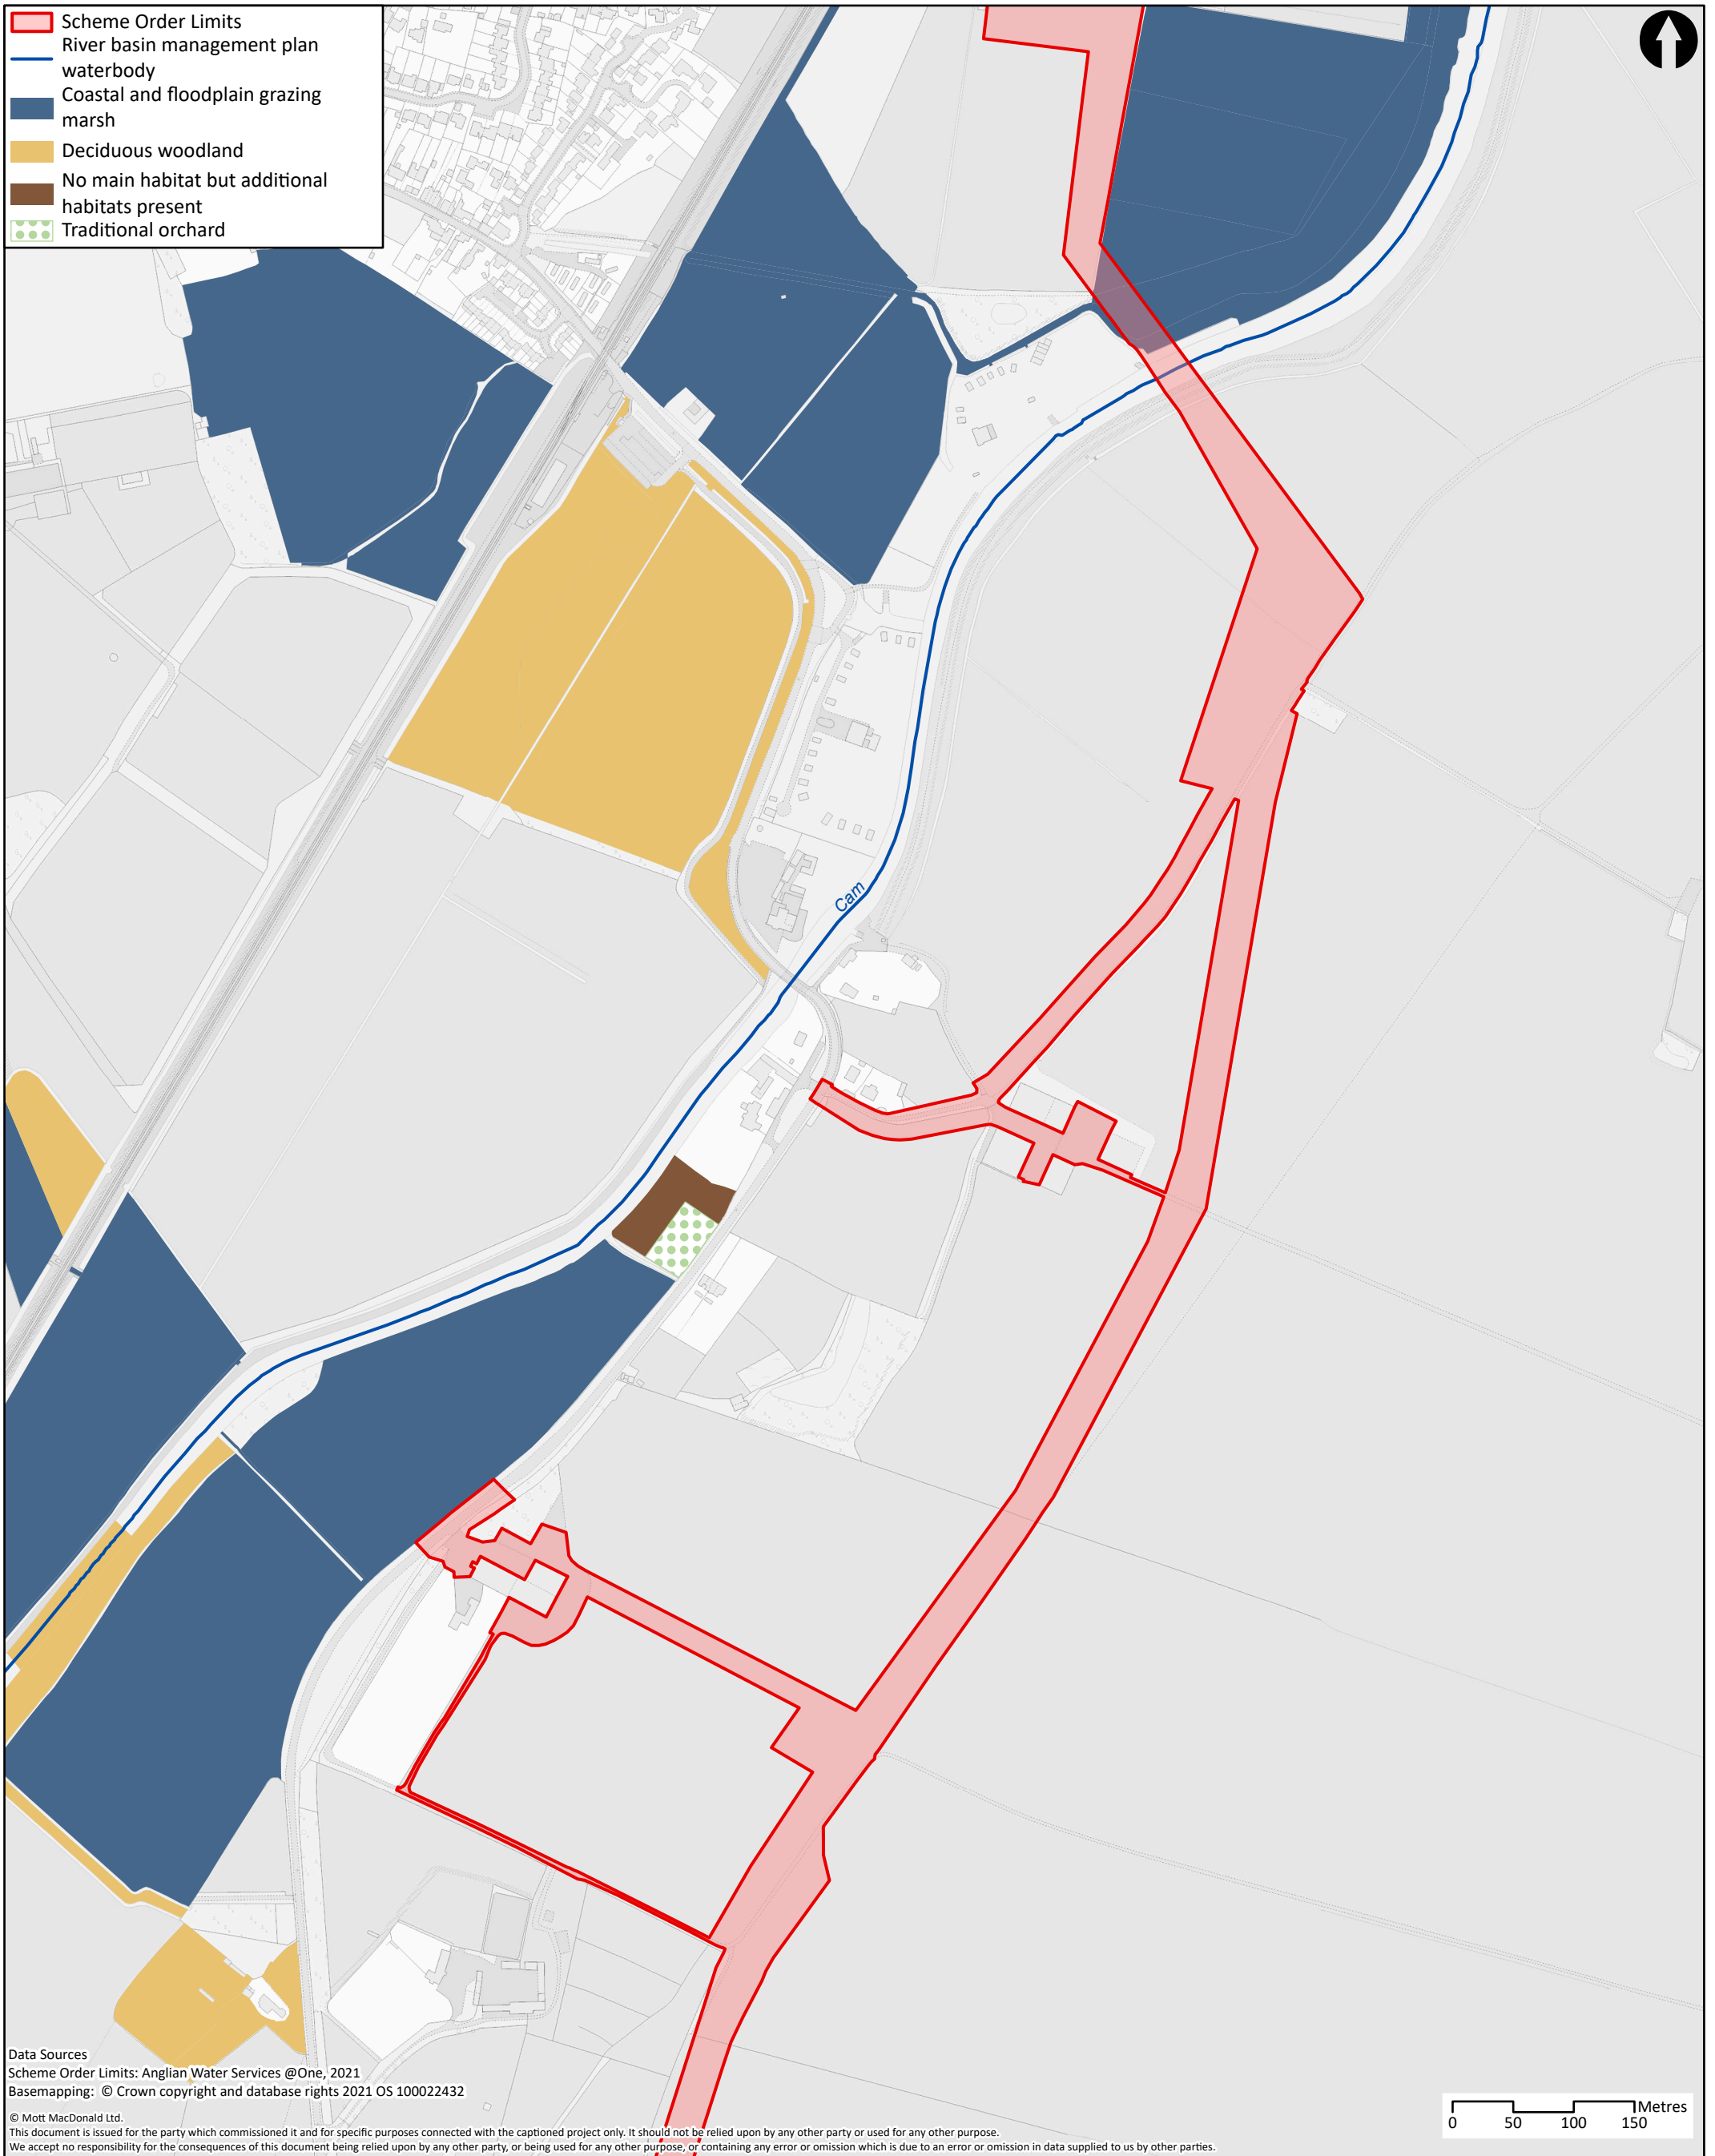 Scheme Order Limits
River basin management plan
waterbody
Coastal and floodplain grazing
marsh
Deciduous woodland
No main habitat but additional
habitats present
Traditional orchard
Cam
Data Sources
Scheme Order Limits: Anglian Water Services @One, 2021
Basemapping: © Crown copyright and database rights 2021 OS 100022432
© Mott MacDonald Ltd.
This document is issued for the party which commissioned it and for specific purposes connected with the captioned project only. It should not be relied upon by any other party or used for any other purpose.
We accept no responsibility for the consequences of this document being relied upon by any other party, or being used for any other purpose, or containing any error or omission which is due to an error or omission in data supplied to us by other parties.
Metres
0 50 100 150